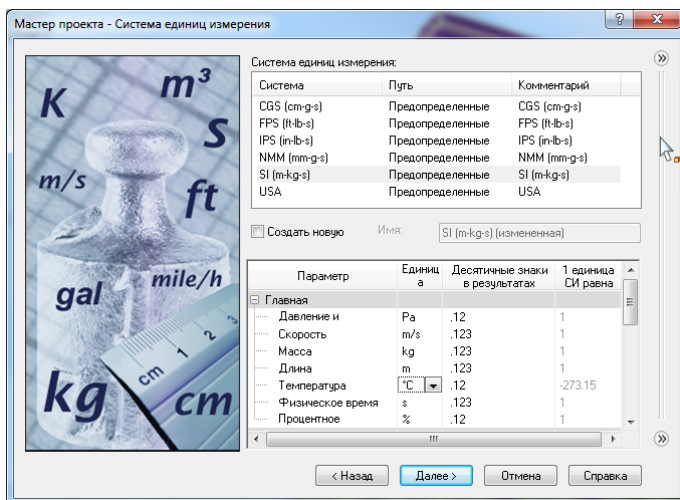 Мастер проекта - Система единиц измерения
Система единиц измерения:
Система Путь Комментарий
CGS (cm-g-s) Предопределенные CGS (cm-g-s)
FPS (ft-lb-s) Предопределенные FPS (ft-lb-s)
IPS (in-lb-s) Предопределенные IPS (in-lb-s)
NMM (mm-g-s) Предопределенные NMM (mm-g-s)
SI (m-kg-s) Предопределенные SI (m-kg-s)
USA Предопределенные USA
Создать новую Имя: SI (m-kg-s) (измененная)
Параметр Единиц Десятичные знаки 1 единица
а в результатах СИ равна
Главная
Давление и Pa .12 1
Скорость m/s .123 1
Масса kg .123 1
Длина m .123 1
Температура °C .12 -273.15
Физическое время s .123 1
Процентное % .12 1
< Назад Далее > Отмена Справка
K m³
S
m/s ft
gal mile/h
cm 1 2 3
kg cm